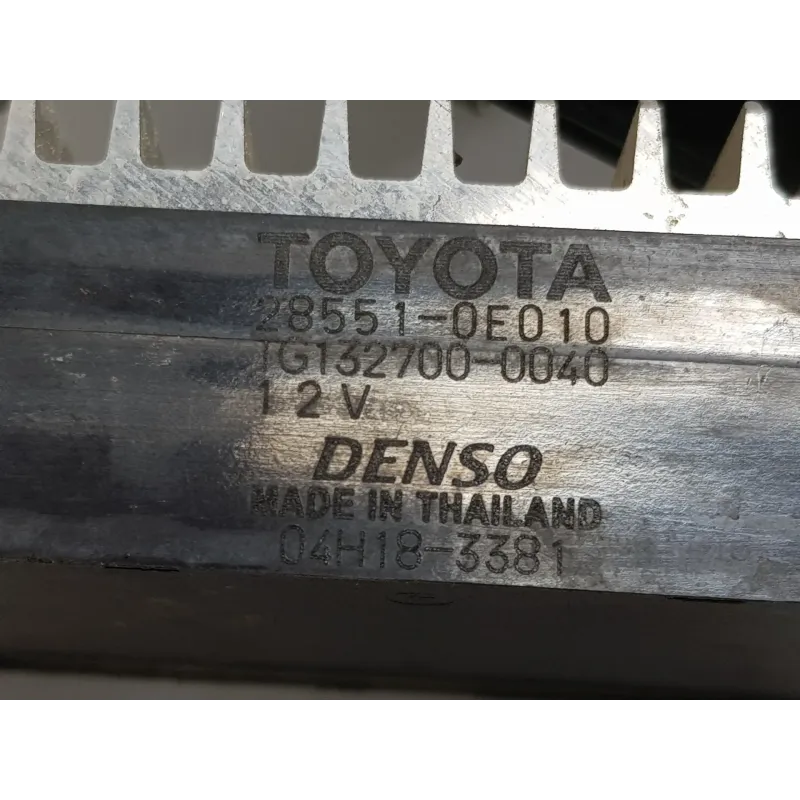 TOYOTA
28551-0E010
TG132700-0040
12V
DENSO
MADE IN THAILAND
04H18-3381